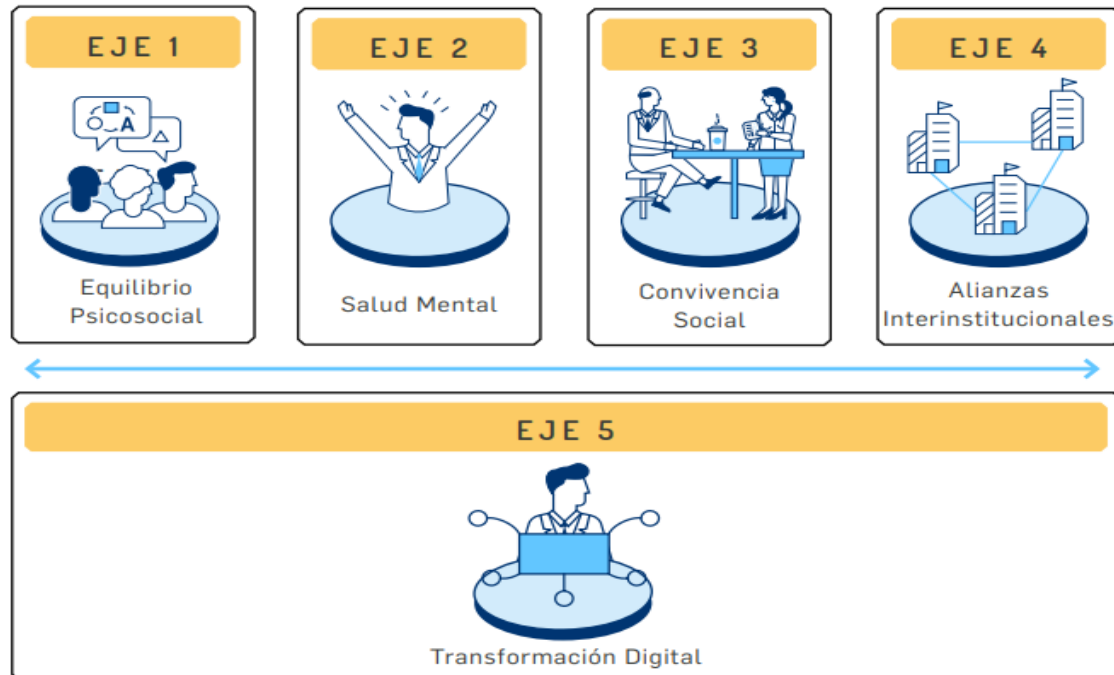 EJE 1
Equilibrio
Psicosocial
EJE 2
Salud Mental
EJE 3
Convivencia
Social
EJE 4
Alianzas
Interinstitucionales
EJE 5
Transformación Digital